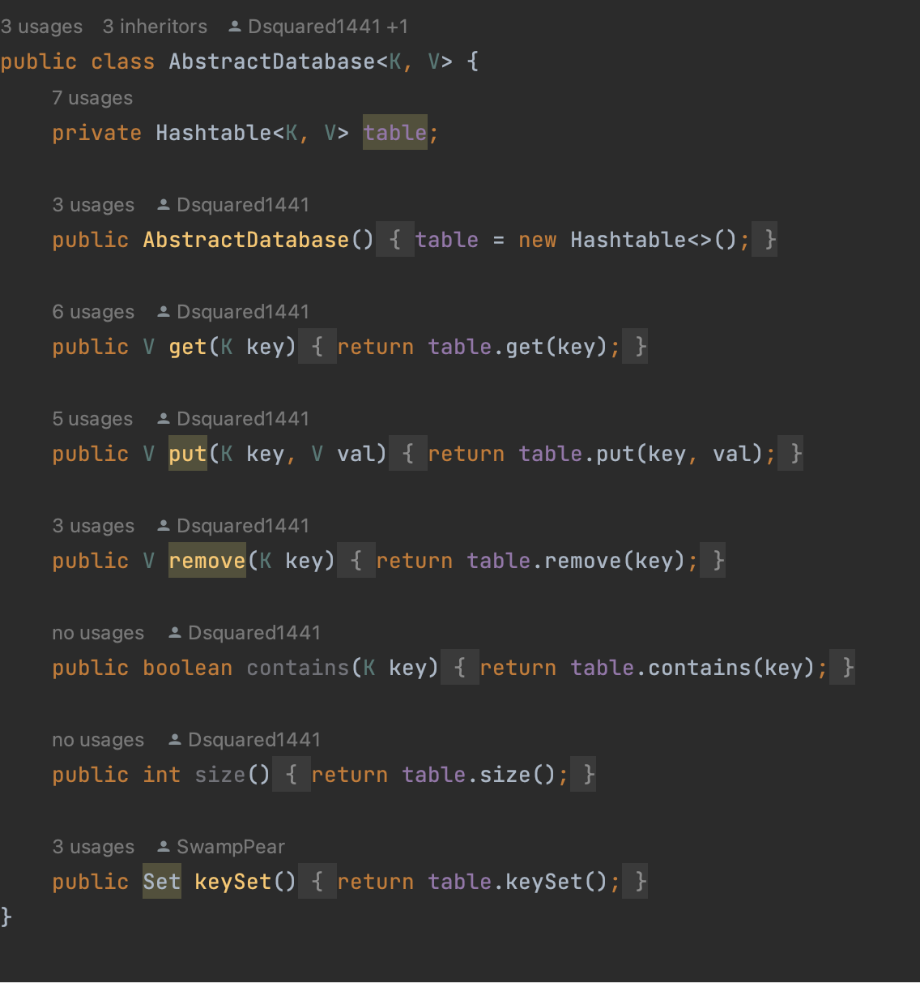 3 usages 3 inheritors Dsquared1441 +1
public class AbstractDatabase<K, V> {
7 usages
private Hashtable<K, V> table;
3 usages Dsquared1441
public AbstractDatabase() { table = new Hashtable<>(); }
6 usages Dsquared1441
public V get(K key) { return table.get(key); }
5 usages Dsquared1441
public V put(K key, V val) { return table.put(key, val); }
3 usages Dsquared1441
public V remove(K key) { return table.remove(key); }
no usages Dsquared1441
public boolean contains(K key) { return table.contains(key); }
no usages Dsquared1441
public int size() { return table.size(); }
3 usages SwampPear
public Set keySet() { return table.keySet(); }
}